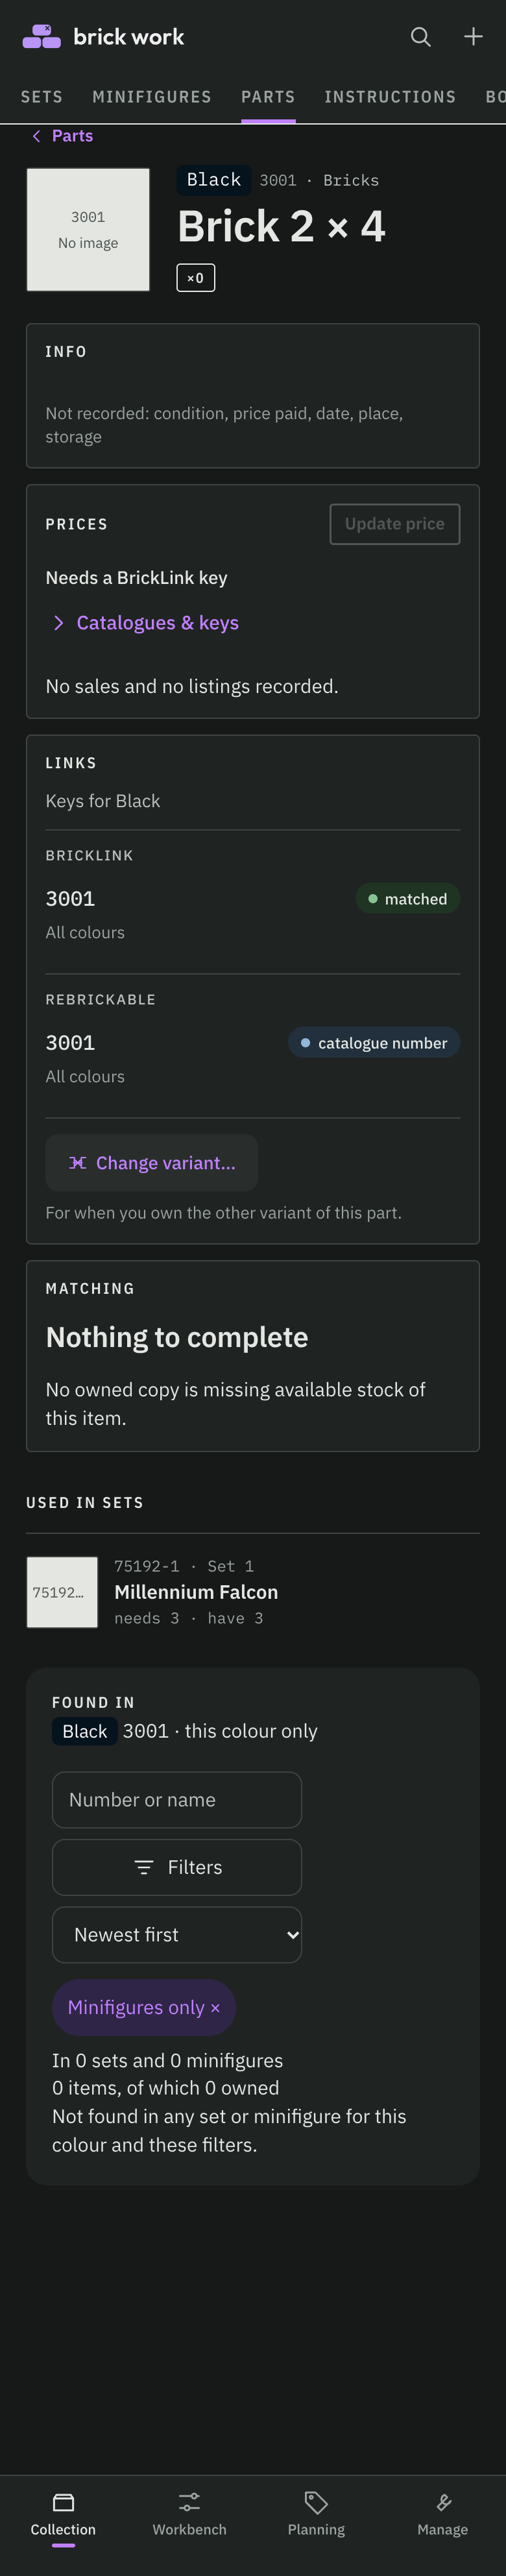 brick work
SETS MINIFIGURES PARTS INSTRUCTIONS BO
Parts
3001
No image
Black 3001 · Bricks
Brick 2 × 4
×0
INFO
Not recorded: condition, price paid, date, place,
storage
PRICES
Update price
Needs a BrickLink key
Catalogues & keys
No sales and no listings recorded.
LINKS
Keys for Black
BRICKLINK
3001
matched
All colours
REBRICKABLE
3001
catalogue number
All colours
Change variant…
For when you own the other variant of this part.
MATCHING
Nothing to complete
No owned copy is missing available stock of
this item.
USED IN SETS
75192…
75192-1 · Set 1
Millennium Falcon
needs 3 · have 3
FOUND IN
Black 3001 · this colour only
Number or name
Filters
Newest first
Minifigures only ×
In 0 sets and 0 minifigures
0 items, of which 0 owned
Not found in any set or minifigure for this
colour and these filters.
Collection Workbench Planning Manage